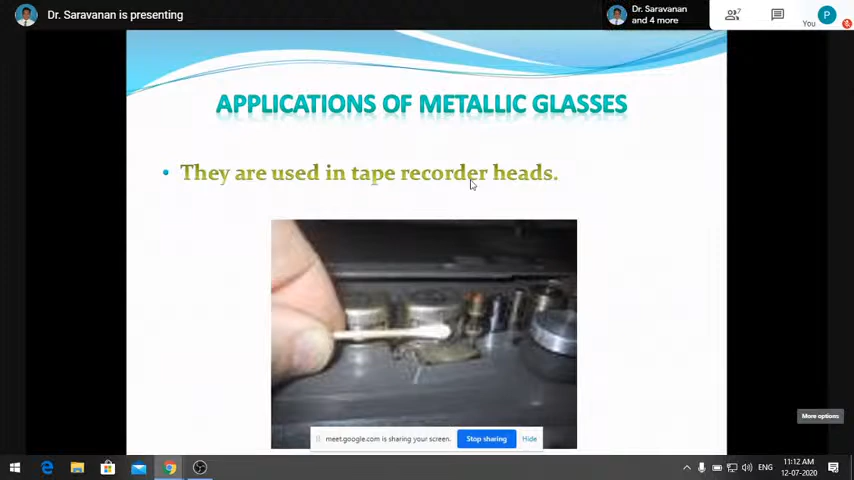 Dr. Saravanan is presenting
Dr. Saravanan
and 4 more
7
You
P
APPLICATIONS OF METALLIC GLASSES
• They are used in tape recorder heads.
More options
meet.google.com is sharing your screen.
Stop sharing
Hide
ENG
11:12 AM
12-07-2020